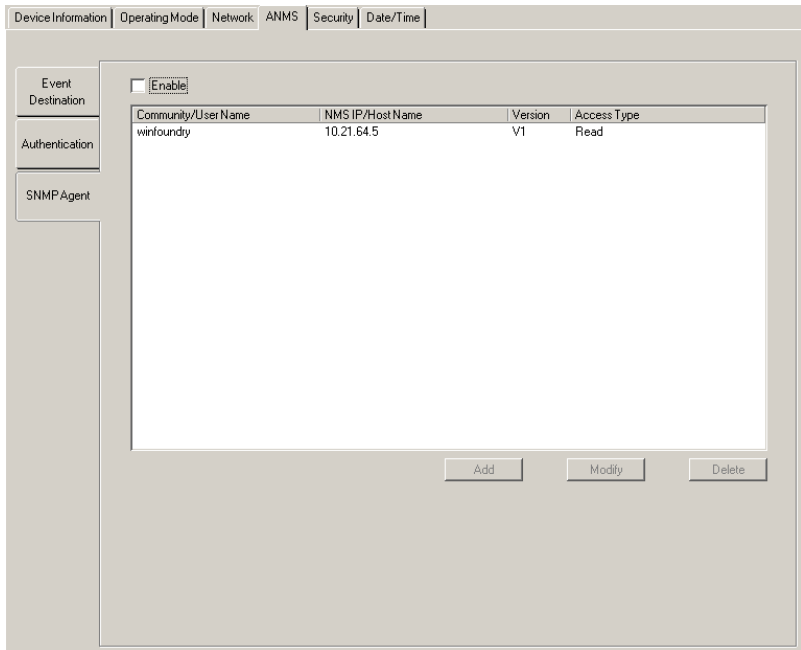 Device Information Operating Mode Network ANMS Security Date/Time
Event
Destination
Authentication
SNMP Agent
Enable
Community/User Name NMS IP/Host Name Version Access Type
winfoundry 10.21.64.5 V1 Read
Add Modify Delete